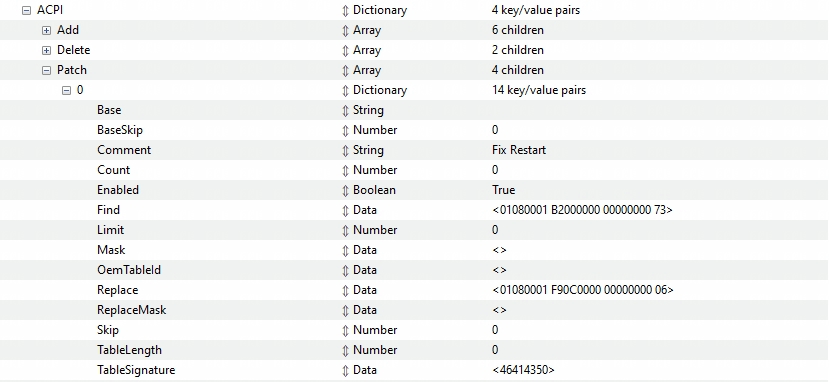 ACPI Dictionary 4 key/value pairs
Add Array 6 children
Delete Array 2 children
Patch Array 4 children
0 Dictionary 14 key/value pairs
Base String
BaseSkip Number 0
Comment String Fix Restart
Count Number 0
Enabled Boolean True
Find Data <01080001 B2000000 00000000 73>
Limit Number 0
Mask Data <>
OemTableId Data <>
Replace Data <01080001 F90C0000 00000000 06>
ReplaceMask Data <>
Skip Number 0
TableLength Number 0
TableSignature Data <46414350>